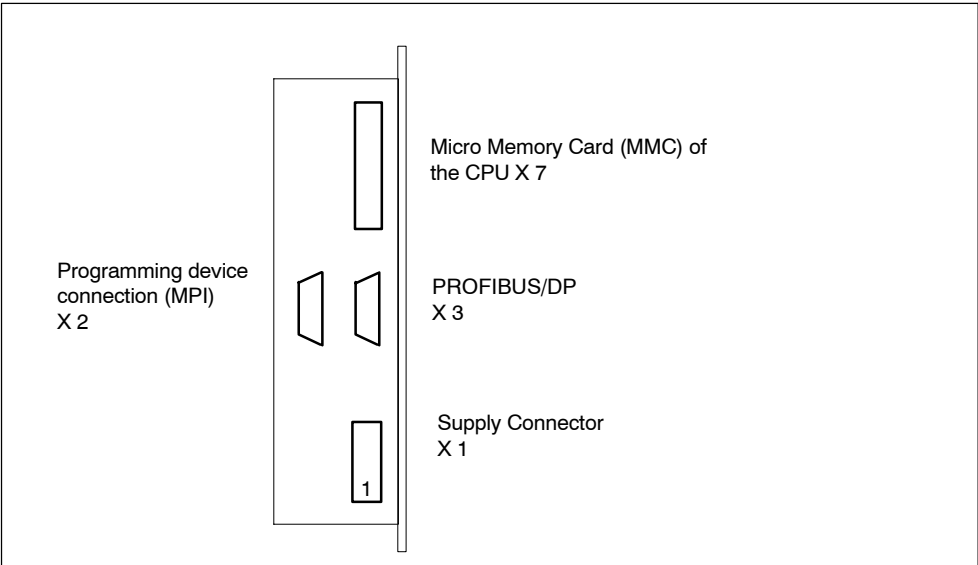 Micro Memory Card (MMC) of
the CPU X 7
Programming device
connection (MPI)
X 2
PROFIBUS/DP
X 3
Supply Connector
X 1
1